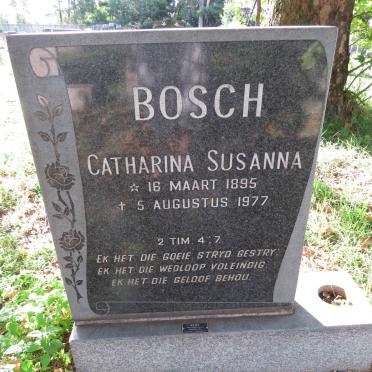 BOSCH
CATHARINA SUSANNA
☆ 16 MAART 1895
✝ 5 AUGUSTUS 1977
2 TIM. 4:7.
EK HET DIE GOEIE STRYD GESTRY;
EK HET DIE WEDLOOP VOLEINDIG
EK HET DIE GELOOF BEHOU.